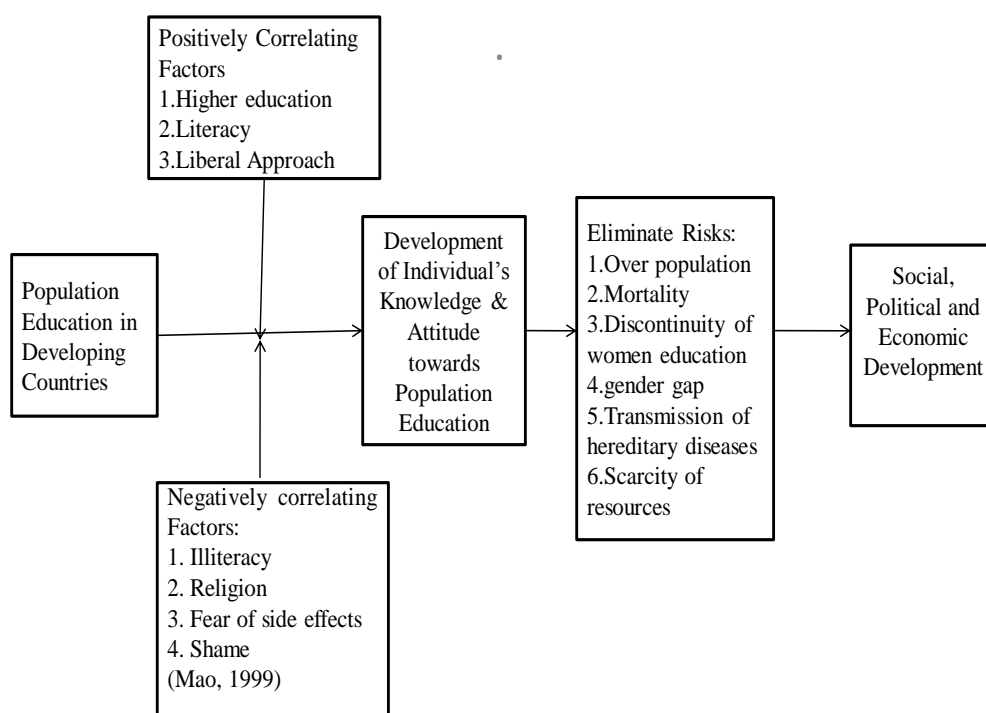 Positively Correlating
Factors
1.Higher education
2.Literacy
3.Liberal Approach
Population
Education in
Developing
Countries
Negatively correlating
Factors:
1. Illiteracy
2. Religion
3. Fear of side effects
4. Shame
(Mao, 1999)
Development
of Individual’s
Knowledge &
Attitude
towards
Population
Education
Eliminate Risks:
1.Over population
2.Mortality
3.Discontinuity of
women education
4.gender gap
5.Transmission of
hereditary diseases
6.Scarcity of
resources
Social,
Political and
Economic
Development